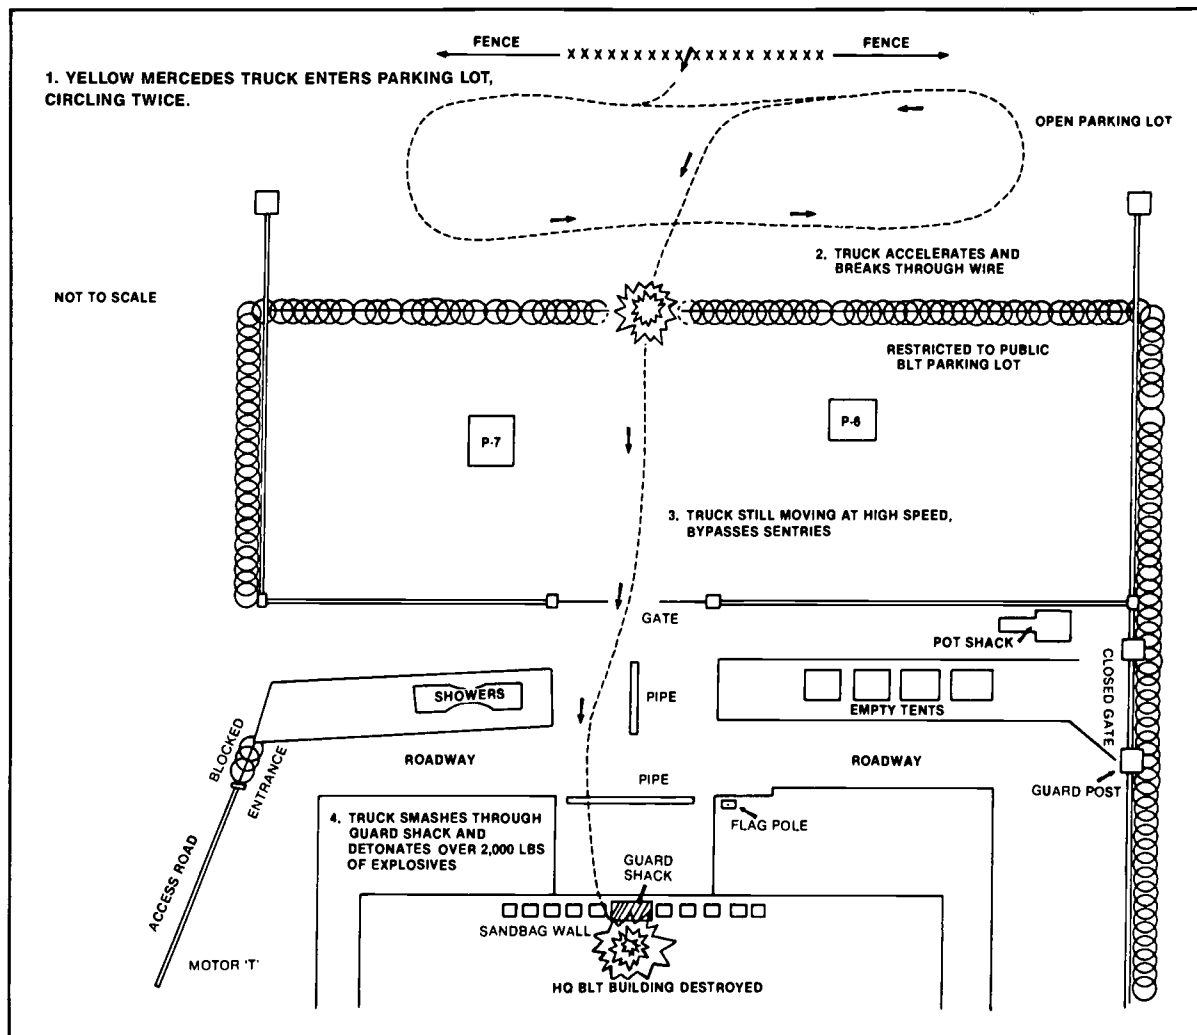 FENCE
X X X X X X X X X X X X X X X X X X X
FENCE
1. YELLOW MERCEDES TRUCK ENTERS PARKING LOT,
CIRCLING TWICE.
OPEN PARKING LOT
2. TRUCK ACCELERATES AND
BREAKS THROUGH WIRE
NOT TO SCALE
RESTRICTED TO PUBLIC
BLT PARKING LOT
P-7
P-6
3. TRUCK STILL MOVING AT HIGH SPEED,
BYPASSES SENTRIES
GATE
POT SHACK
CLOSED GATE
SHOWERS
PIPE
EMPTY TENTS
BLOCKED
ENTRANCE
ROADWAY
ROADWAY
PIPE
GUARD POST
4. TRUCK SMASHES THROUGH
GUARD SHACK AND
DETONATES OVER 2,000 LBS
OF EXPLOSIVES
FLAG POLE
GUARD
SHACK
ACCESS ROAD
SANDBAG WALL
MOTOR 'T'
HQ BLT BUILDING DESTROYED